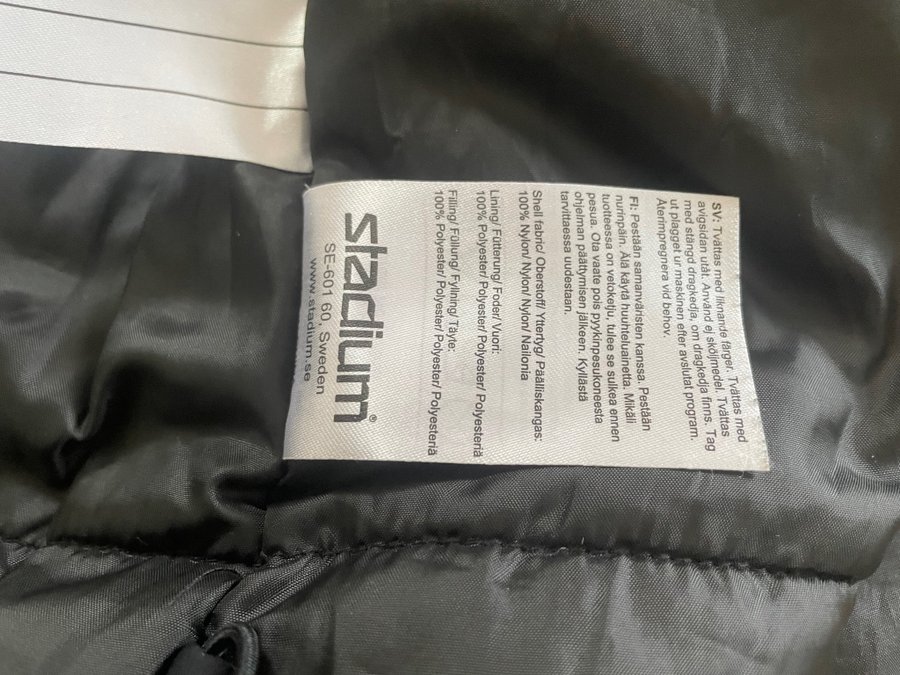 SV: Tvättas med liknande färger. Tvättas med
avigsidan utåt. Använd ej sköljmedel. Tvättas
med stängd dragkedja, om dragkedja finns. Tag
ut plagget ur maskinen efter avslutat program.
Återimpregnera vid behov.
FI: Pestään samanväristen kanssa. Pestään
nurinpäin. Älä käytä huuhteluainetta. Mikäli
tuotteessa on vetoketju, tulee se sulkea ennen
pesua. Ota vaate pois pyykinpesukoneesta
ohjelman päättymisen jälkeen. Kyllästä
tarvittaessa uudestaan.
Shell fabric/ Oberstoff/ Yttertyg/ Päälliskangas:
100% Nylon/ Nylon/ Nylon/ Nailonia
Lining/ Fütterung/ Foder/ Vuori:
100% Polyester/ Polyester/ Polyester/ Polyesteriä
Filling/ Füllung/ Fyllning/ Täyte:
100% Polyester/ Polyester/ Polyester/ Polyesteriä
stadium®
SE-601 60, Sweden
www.stadium.se